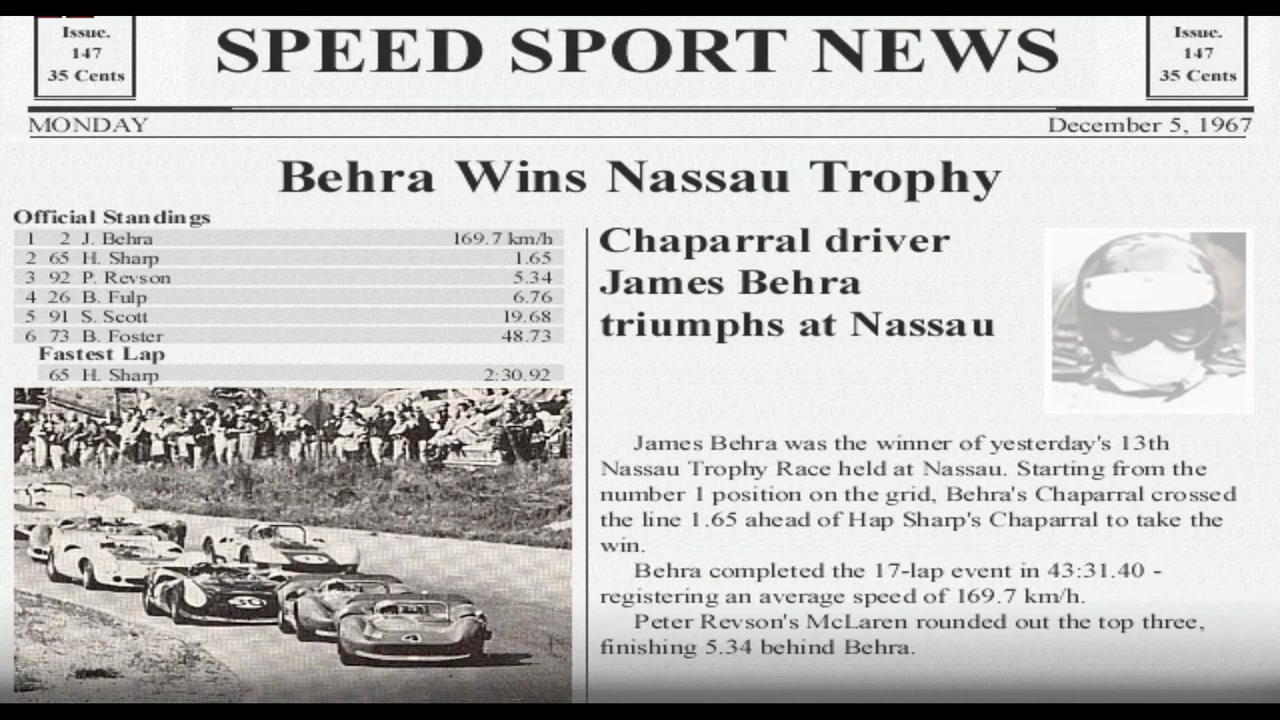 Issue.
147
35 Cents
SPEED SPORT NEWS
Issue.
147
35 Cents
MONDAY
December 5, 1967
Behra Wins Nassau Trophy
Official Standings
1 2 J. Behra 169.7 km/h
2 65 H. Sharp 1.65
3 92 P. Revson 5.34
4 26 B. Fulp 6.76
5 91 S. Scott 19.68
6 73 B. Foster 48.73
Fastest Lap
65 H. Sharp 2:30.92
Chaparral driver
James Behra
triumphs at Nassau
James Behra was the winner of yesterday's 13th
Nassau Trophy Race held at Nassau. Starting from the
number 1 position on the grid, Behra's Chaparral crossed
the line 1.65 ahead of Hap Sharp's Chaparral to take the
win.
Behra completed the 17-lap event in 43:31.40 -
registering an average speed of 169.7 km/h.
Peter Revson's McLaren rounded out the top three,
finishing 5.34 behind Behra.
4